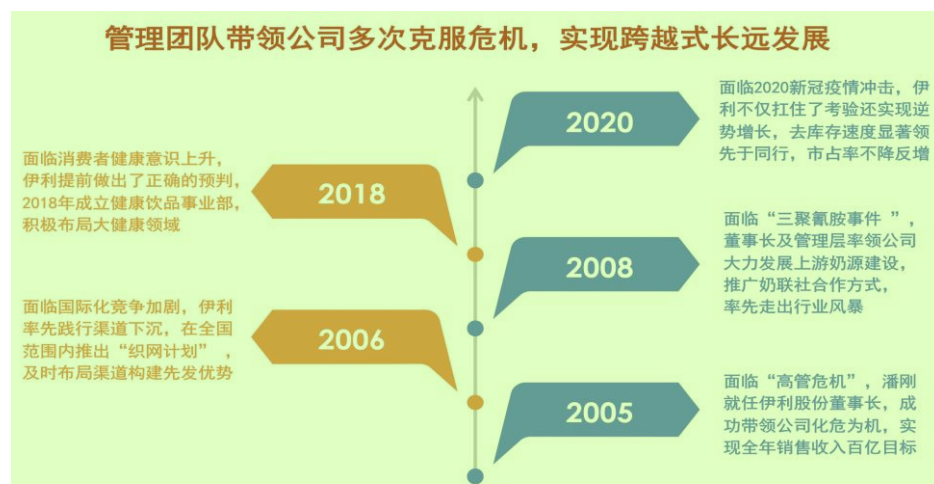 管理团队带领公司多次克服危机，实现跨越式长远发展
2020
面临2020新冠疫情冲击，伊
利不仅扛住了考验还实现逆
势增长，去库存速度显著领
先于同行，市占率不降反增
面临消费者健康意识上升，
伊利提前做出了正确的预判，
2018年成立健康饮品事业部，
积极布局大健康领域
2018
2008
面临“三聚氰胺事件 ”，
董事长及管理层率领公司
大力发展上游奶源建设，
推广奶联社合作方式，
率先走出行业风暴
面临国际化竞争加剧，伊利
率先践行渠道下沉，在全国
范围内推出“织网计划” ，
及时布局渠道构建先发优势
2006
2005
面临“高管危机”，潘刚
就任伊利股份董事长，成
功带领公司化危为机，实
现全年销售收入百亿目标